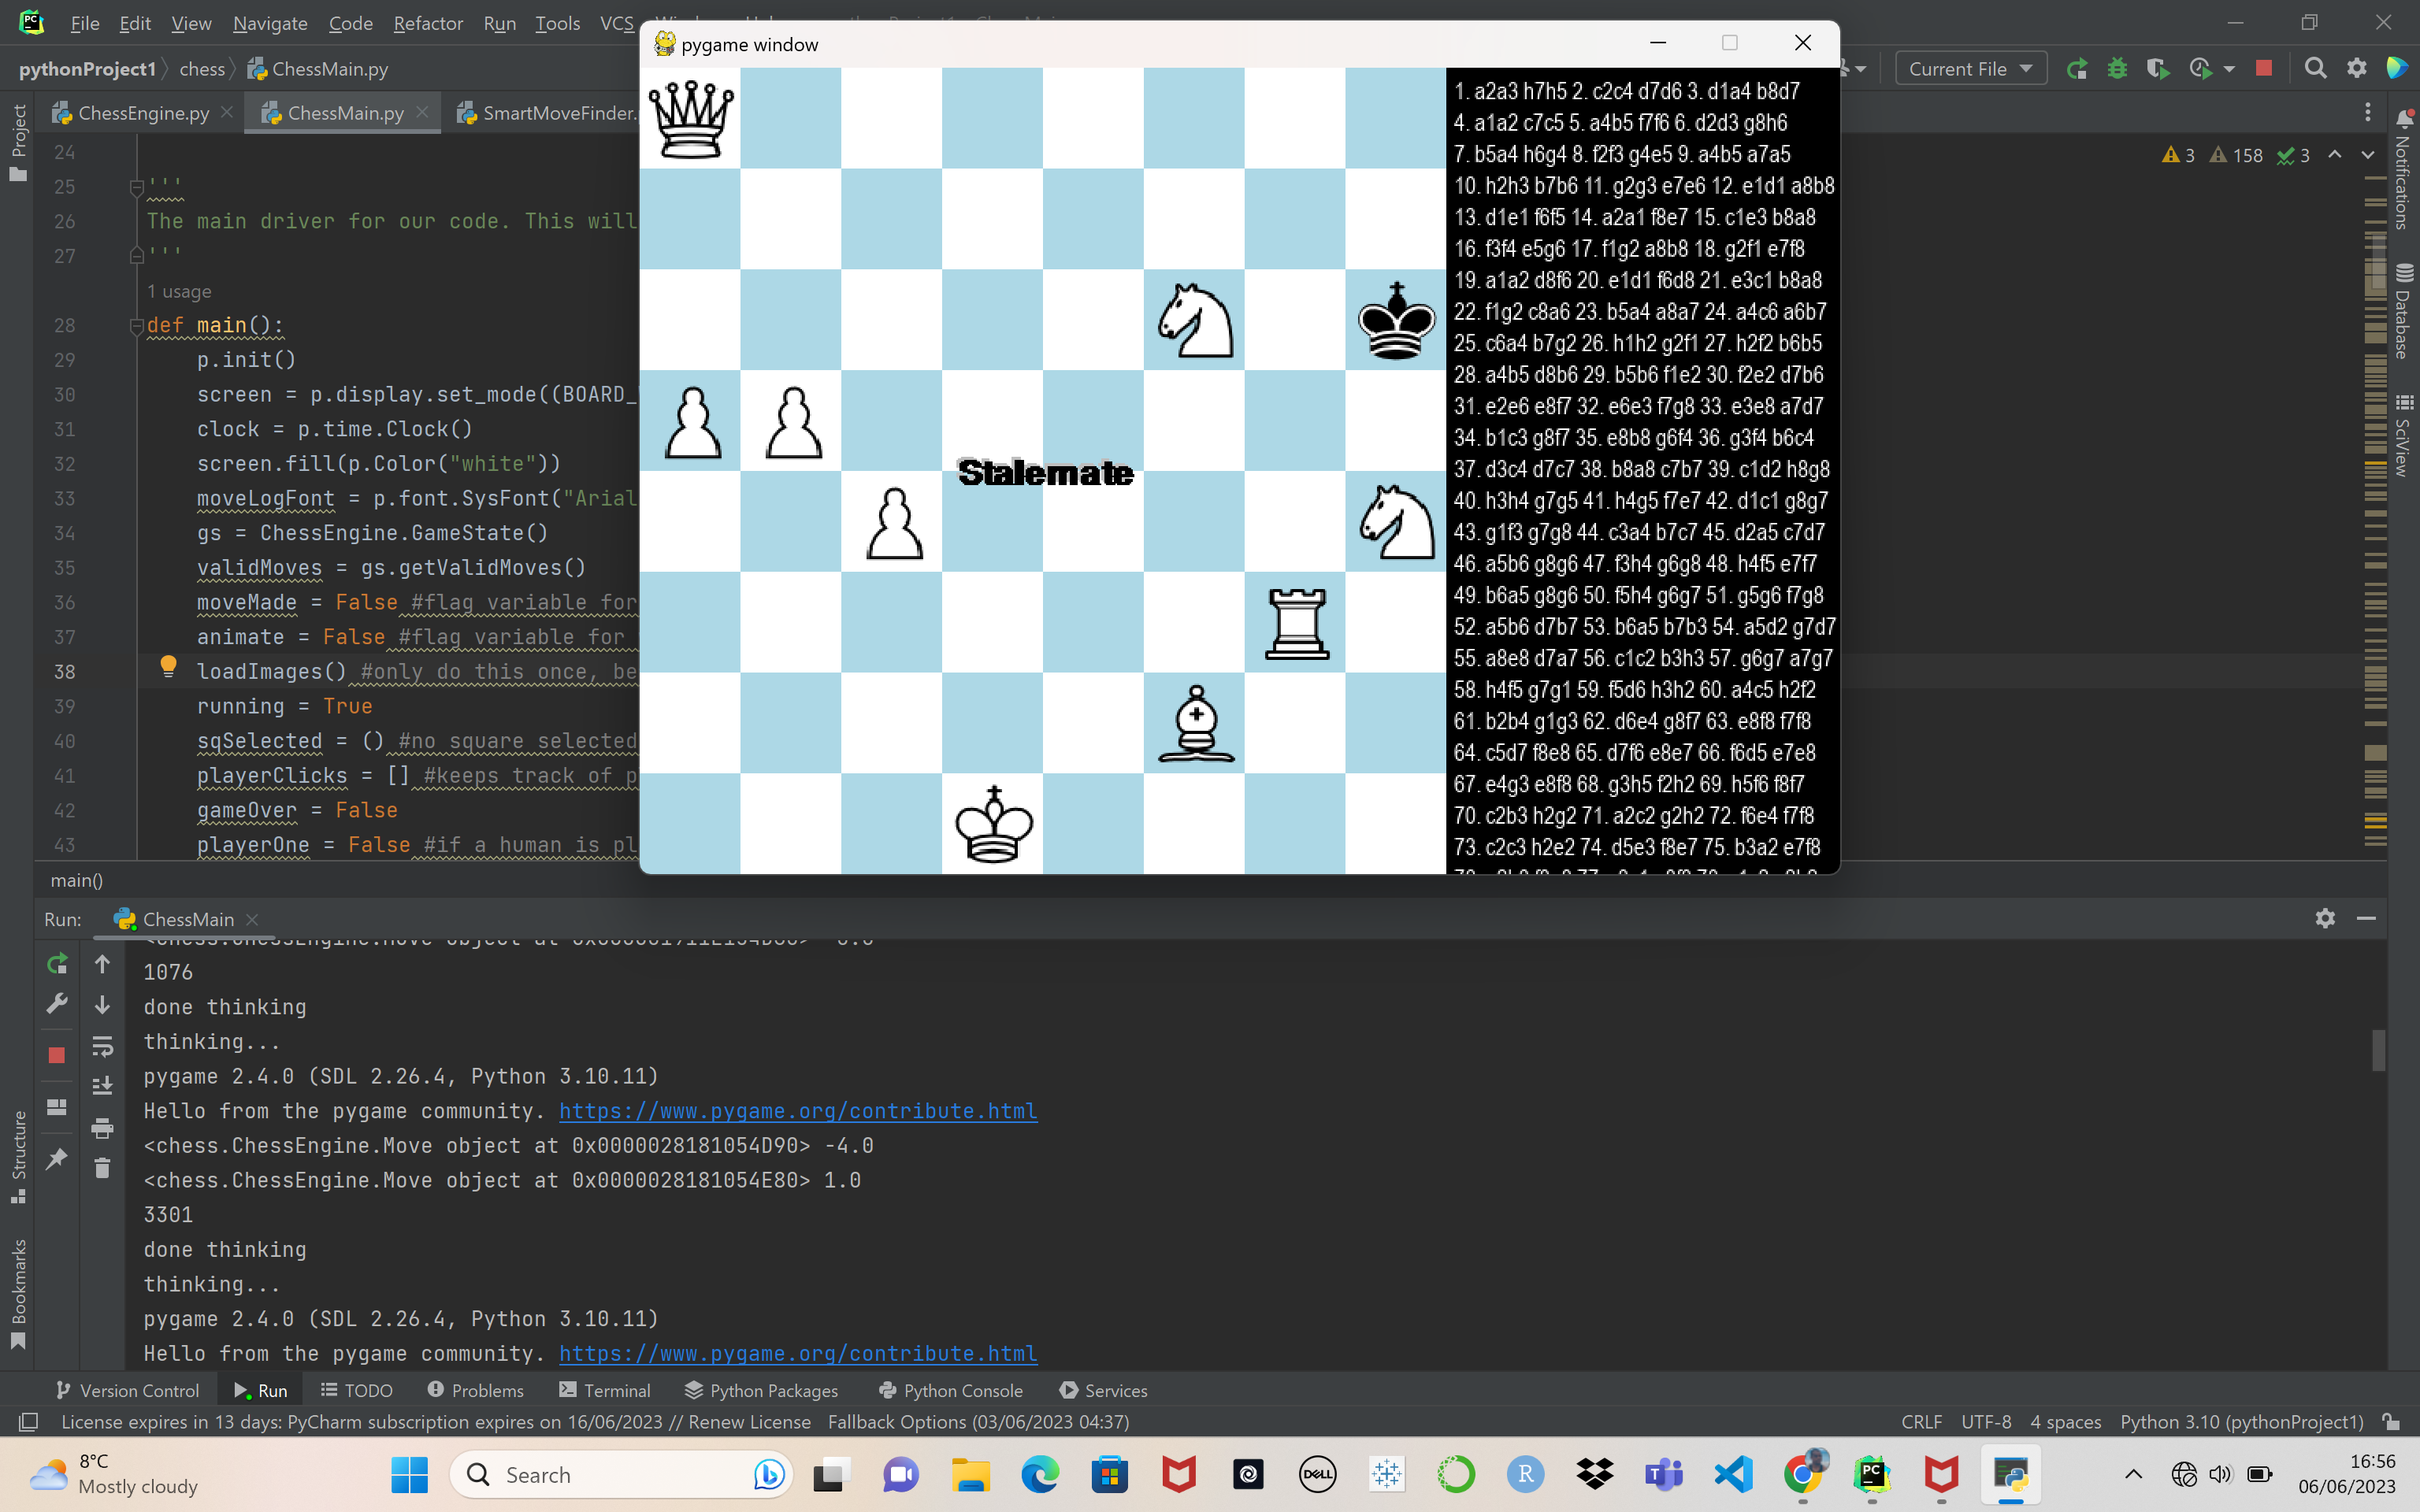 File Edit View Navigate Code Refactor Run Tools VCS
pygame window
pythonProject1 chess ChessMain.py
Current File
ChessEngine.py ChessMain.py SmartMoveFinder.
3 158 3
Project
Notifications
Database
SciView
24
25 '''
26 The main driver for our code. This will
27 '''
1 usage
28 def main():
29 p.init()
30 screen = p.display.set_mode((BOARD_
31 clock = p.time.Clock()
32 screen.fill(p.Color("white"))
33 moveLogFont = p.font.SysFont("Arial
34 gs = ChessEngine.GameState()
35 validMoves = gs.getValidMoves()
36 moveMade = False #flag variable for
37 animate = False #flag variable for
38 loadImages() #only do this once, be
39 running = True
40 sqSelected = () #no square selected
41 playerClicks = [] #keeps track of p
42 gameOver = False
43 playerOne = False #if a human is pl
Stalemate
1. a2a3 h7h5 2. c2c4 d7d6 3. d1a4 b8d7
4. a1a2 c7c5 5. a4b5 f7f6 6. d2d3 g8h6
7. b5a4 h6g4 8. f2f3 g4e5 9. a4b5 a7a5
10. h2h3 b7b6 11. g2g3 e7e6 12. e1d1 a8b8
13. d1e1 f6f5 14. a2a1 f8e7 15. c1e3 b8a8
16. f3f4 e5g6 17. f1g2 a8b8 18. g2f1 e7f8
19. a1a2 d8f6 20. e1d1 f6d8 21. e3c1 b8a8
22. f1g2 c8a6 23. b5a4 a8a7 24. a4c6 a6b7
25. c6a4 b7g2 26. h1h2 g2f1 27. h2f2 b6b5
28. a4b5 d8b6 29. b5b6 f1e2 30. f2e2 d7b6
31. e2e6 e8f7 32. e6e3 f7g8 33. e3e8 a7d7
34. b1c3 g8f7 35. e8b8 g6f4 36. g3f4 b6c4
37. d3c4 d7c7 38. b8a8 c7b7 39. c1d2 h8g8
40. h3h4 g7g5 41. h4g5 f7e7 42. d1c1 g8g7
43. g1f3 g7g8 44. c3a4 b7c7 45. d2a5 c7d7
46. a5b6 g8g6 47. f3h4 g6g8 48. h4f5 e7f7
49. b6a5 g8g6 50. f5h4 g6g7 51. g5g6 f7g8
52. a5b6 d7b7 53. b6a5 b7b3 54. a5d2 g7d7
55. a8e8 d7a7 56. c1c2 b3h3 57. g6g7 a7g7
58. h4f5 g7g1 59. f5d6 h3h2 60. a4c5 h2f2
61. b2b4 g1g3 62. d6e4 g8f7 63. e8f8 f7f8
64. c5d7 f8e8 65. d7f6 e8e7 66. f6d5 e7e8
67. e4g3 e8f8 68. g3h5 f2h2 69. h5f6 f8f7
70. c2b3 h2g2 71. a2c2 g2h2 72. f6e4 f7f8
73. c2c3 h2e2 74. d5e3 f8e7 75. b3a2 e7f8
main()
Run: ChessMain
1076
done thinking
thinking...
pygame 2.4.0 (SDL 2.26.4, Python 3.10.11)
Hello from the pygame community. https://www.pygame.org/contribute.html
<chess.ChessEngine.Move object at 0x0000028181054D90> -4.0
<chess.ChessEngine.Move object at 0x0000028181054E80> 1.0
3301
done thinking
thinking...
pygame 2.4.0 (SDL 2.26.4, Python 3.10.11)
Hello from the pygame community. https://www.pygame.org/contribute.html
Structure
Bookmarks
Version Control Run TODO Problems Terminal Python Packages Python Console Services
License expires in 13 days: PyCharm subscription expires on 16/06/2023 // Renew License Fallback Options (03/06/2023 04:37)
CRLF UTF-8 4 spaces Python 3.10 (pythonProject1)
8°C
Mostly cloudy
Search
DELL
16:56
06/06/2023